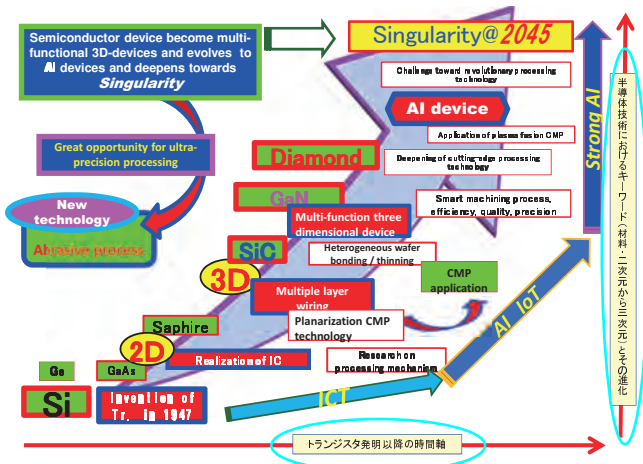 Semiconductor device become multi-
functional 3D-devices and evolves to
AI devices and deepens towards
Singularity
Singularity@2045
Challenge toward revolutionary processing
technology
AI device
Great opportunity for ultra-
precision processing
Application of plasma fusion CMP
Diamond
Deepening of cutting-edge processing
technology
New
technology
Abrasive process
GaN
Smart machining process,
efficiency, quality, precision
Multi-function three
dimensional device
SiC
Heterogeneous wafer
bonding / thinning
3D
CMP
application
Multiple layer
wiring
Saphire
Planarization CMP
technology
2D
Realization of IC
Research on
processing mechanism
Ge
GaAs
Si
Invention of
Tr. in 1947
ICT
AI IoT
Strong AI
半導体技術におけるキーワード(材料・二次元から三次元)とその進化
トランジスタ発明以降の時間軸